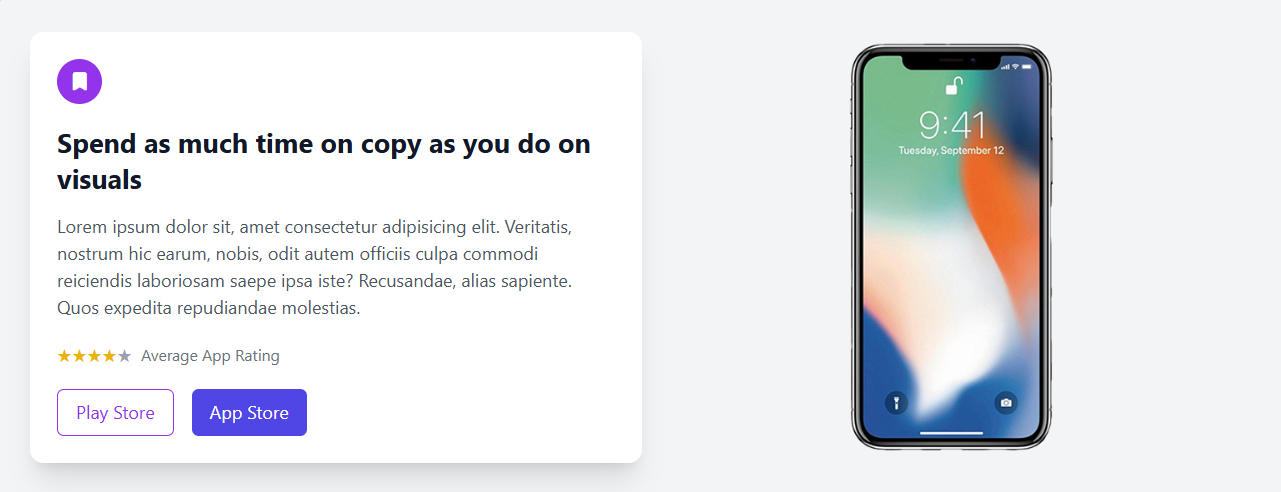 Spend as much time on copy as you do on
visuals
Lorem ipsum dolor sit, amet consectetur adipisicing elit. Veritatis,
nostrum hic earum, nobis, odit autem officiis culpa commodi
reiciendis laboriosam saepe ipsa iste? Recusandae, alias sapiente.
Quos expedita repudiandae molestias.
★★★★★ Average App Rating
Play Store
App Store
9:41
Tuesday, September 12